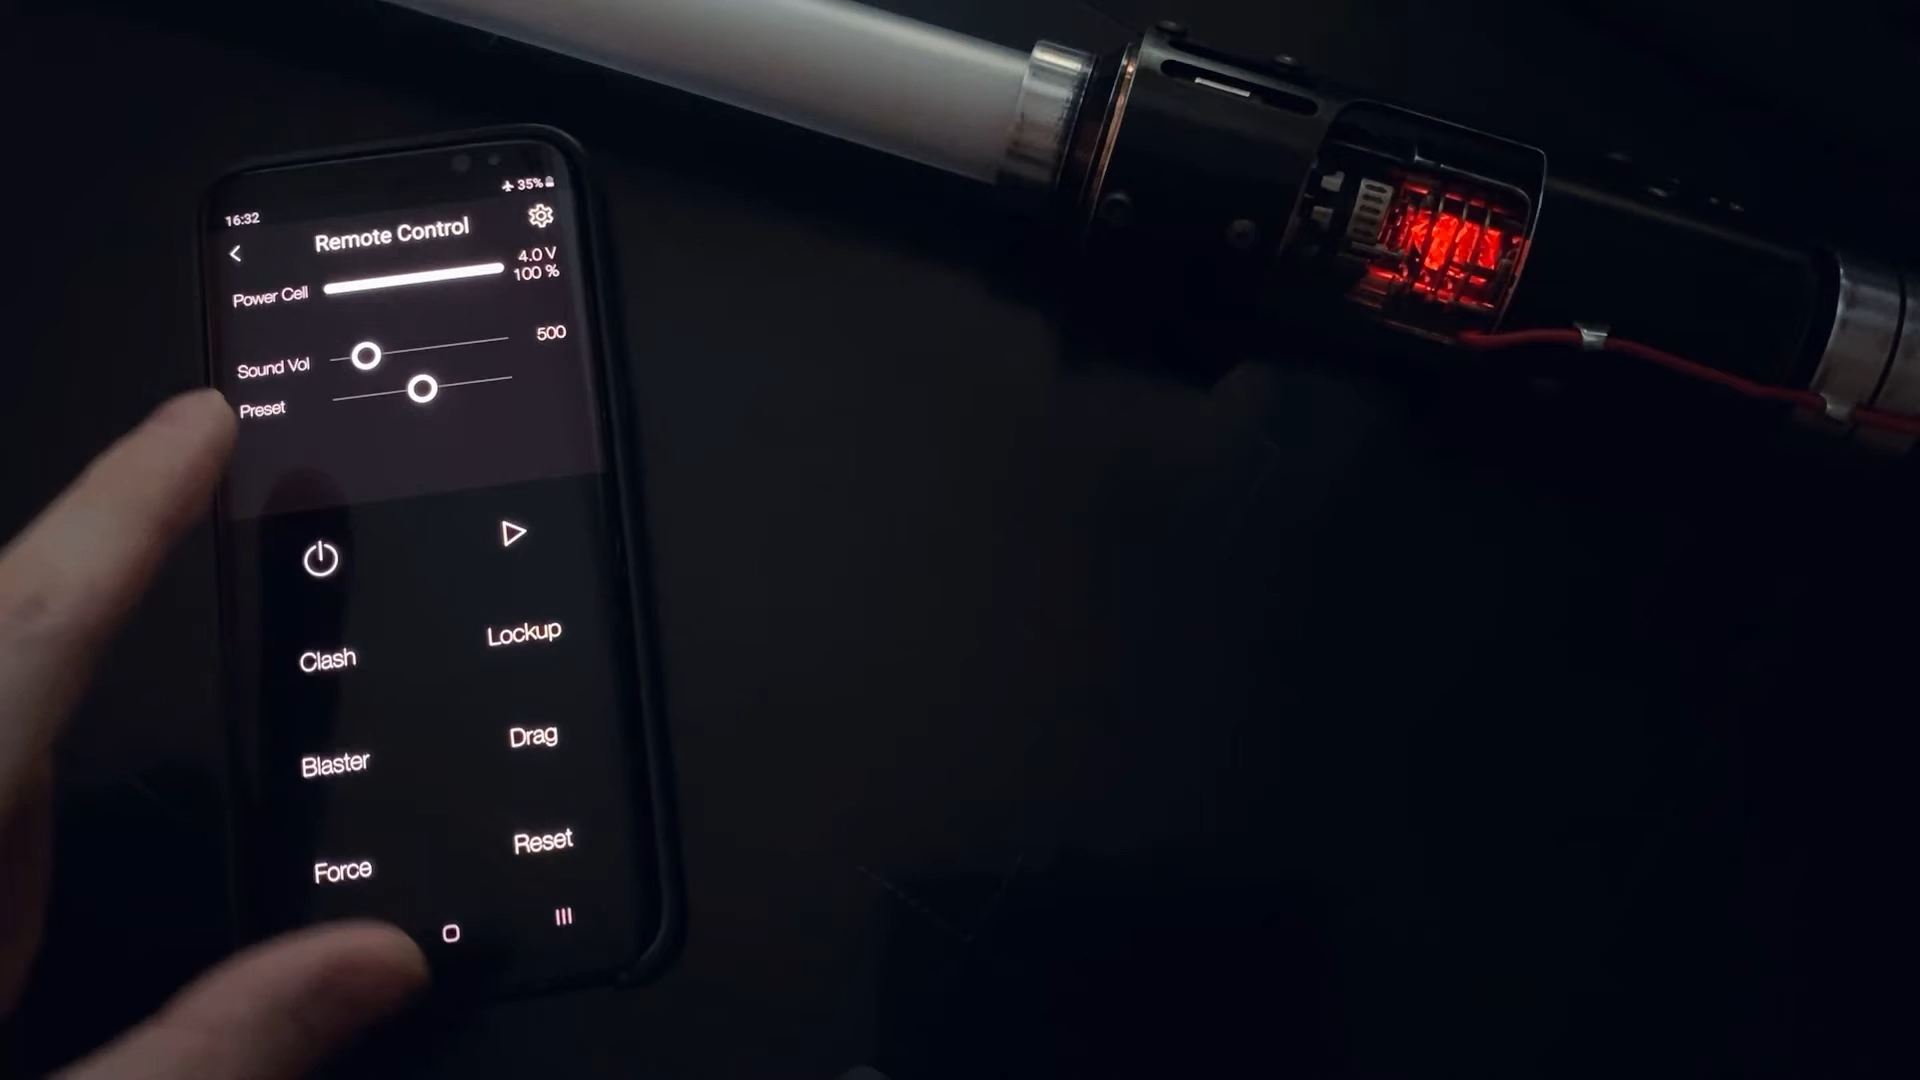 16:32
35%
Remote Control
4.0 V
Power Cell
100 %
Sound Vol
500
Preset
Clash
Lockup
Blaster
Drag
Force
Reset